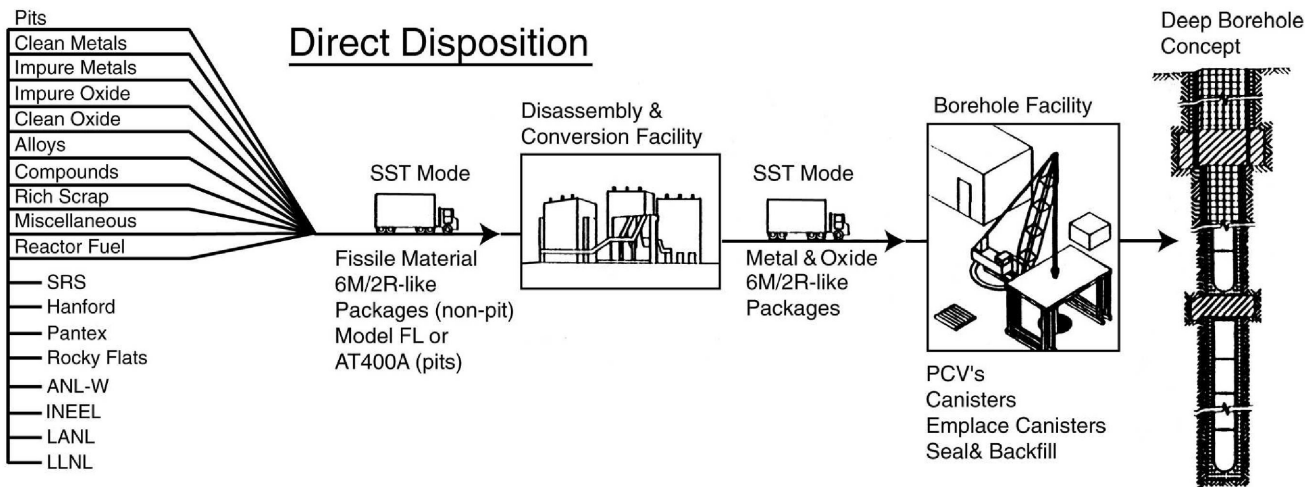 Direct Disposition
Pits
Clean Metals
Impure Metals
Impure Oxide
Clean Oxide
Alloys
Compounds
Rich Scrap
Miscellaneous
Reactor Fuel
SRS
Hanford
Pantex
Rocky Flats
ANL-W
INEEL
LANL
LLNL
SST Mode
Fissile Material
6M/2R-like
Packages (non-pit)
Model FL or
AT400A (pits)
Disassembly &
Conversion Facility
SST Mode
Metal & Oxide
6M/2R-like
Packages
Borehole Facility
PCV's
Canisters
Emplace Canisters
Seal& Backfill
Deep Borehole
Concept